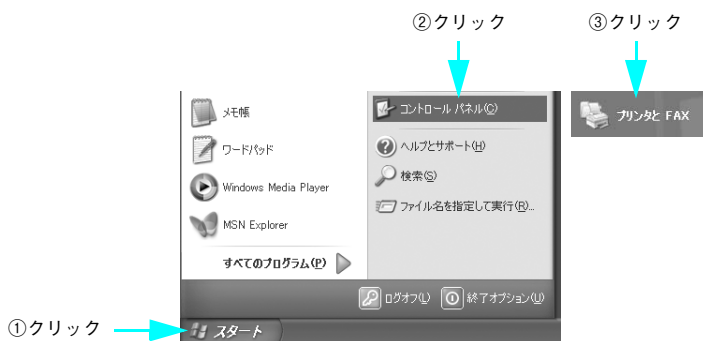 ②クリック
③クリック
メモ帳
ワードパッド
Windows Media Player
MSN Explorer
すべてのプログラム(P)
コントロール パネル(C)
ヘルプとサポート(H)
検索(S)
ファイル名を指定して実行(R)...
プリンタと FAX
ログオフ(L)
終了オプション(U)
①クリック
スタート